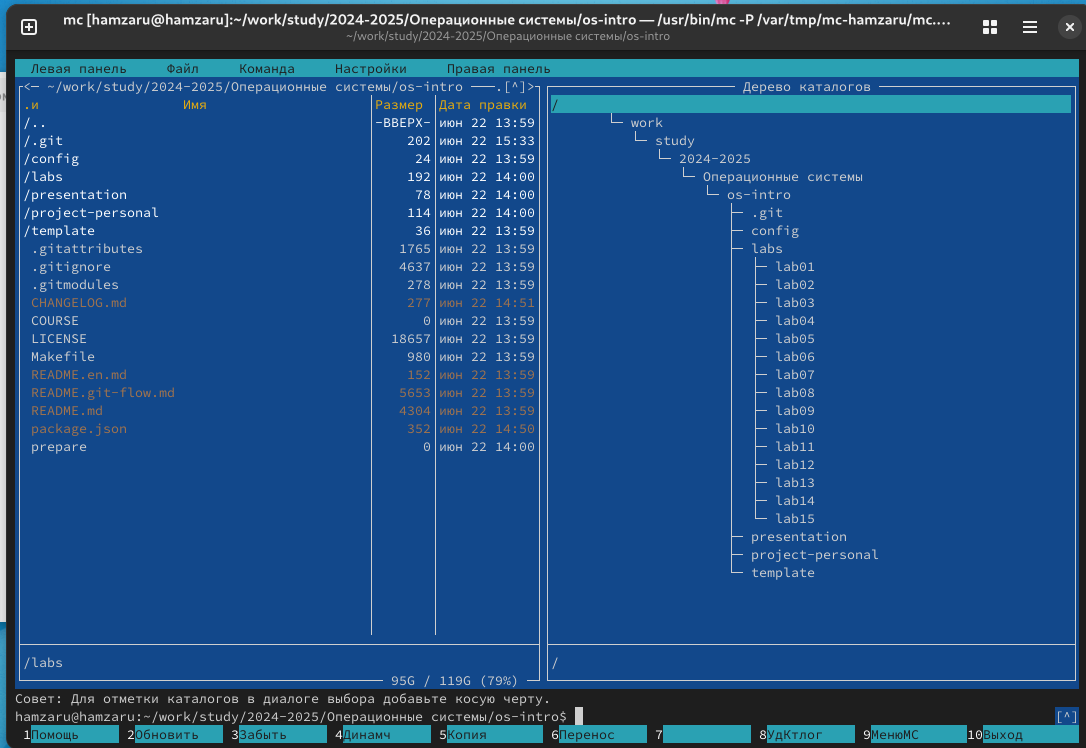 mc [hamzaru@hamzaru]:~/work/study/2024-2025/Операционные системы/os-intro — /usr/bin/mc -P /var/tmp/mc-hamzaru/mc....
~/work/study/2024-2025/Операционные системы/os-intro
Левая панель Файл Команда Настройки Правая панель
<— ~/work/study/2024-2025/Операционные системы/os-intro ——.[^]>
.и Имя Размер Дата правки
/.. -ВВЕРХ- июн 22 13:59
/.git 202 июн 22 15:33
/config 24 июн 22 13:59
/labs 192 июн 22 14:00
/presentation 78 июн 22 14:00
/project-personal 114 июн 22 14:00
/template 36 июн 22 13:59
.gitattributes 1765 июн 22 13:59
.gitignore 4637 июн 22 13:59
.gitmodules 278 июн 22 13:59
CHANGELOG.md 277 июн 22 14:51
COURSE 0 июн 22 13:59
LICENSE 18657 июн 22 13:59
Makefile 980 июн 22 13:59
README.en.md 152 июн 22 13:59
README.git-flow.md 5653 июн 22 13:59
README.md 4304 июн 22 13:59
package.json 352 июн 22 14:50
prepare 0 июн 22 14:00
/labs
95G / 119G (79%)
Дерево каталогов
/
work
study
2024-2025
Операционные системы
os-intro
.git
config
labs
lab01
lab02
lab03
lab04
lab05
lab06
lab07
lab08
lab09
lab10
lab11
lab12
lab13
lab14
lab15
presentation
project-personal
template
/
Совет: Для отметки каталогов в диалоге выбора добавьте косую черту.
hamzaru@hamzaru:~/work/study/2024-2025/Операционные системы/os-intro$ [^]
1Помощь 2Обновить 3Забыть 4Динамч 5Копия 6Перенос 7 8УдКтлог 9МенюМС 10Выход